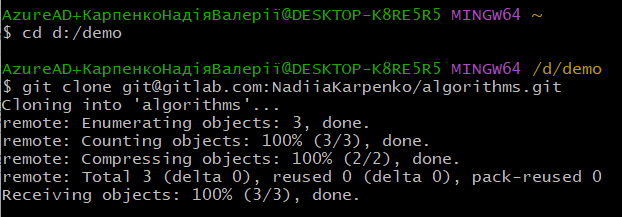 AzureAD+КарпенкоНадіяВалерії@DESKTOP-K8RE5R5 MINGW64 ~
$ cd d:/demo
AzureAD+КарпенкоНадіяВалерії@DESKTOP-K8RE5R5 MINGW64 /d/demo
$ git clone git@gitlab.com:NadiiaKarpenko/algorithms.git
Cloning into 'algorithms'...
remote: Enumerating objects: 3, done.
remote: Counting objects: 100% (3/3), done.
remote: Compressing objects: 100% (2/2), done.
remote: Total 3 (delta 0), reused 0 (delta 0), pack-reused 0
Receiving objects: 100% (3/3), done.